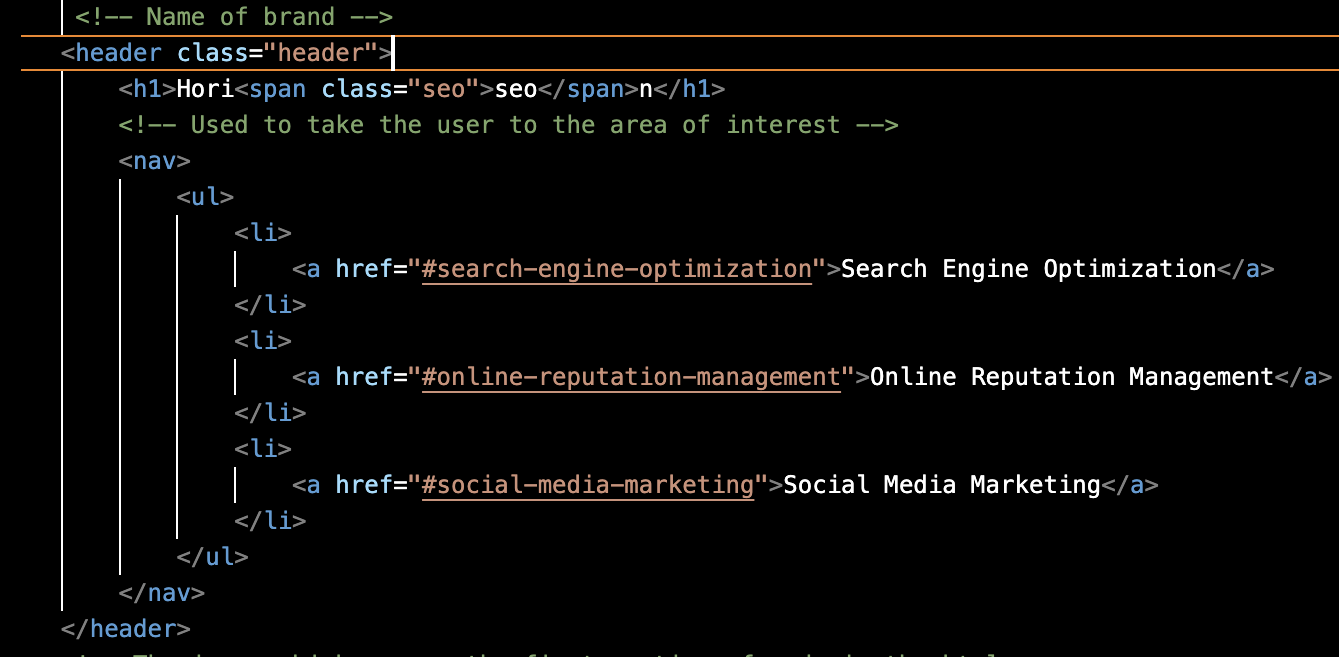 <!-- Name of brand -->
<header class="header">
<h1>Hori<span class="seo">seo</span>n</h1>
<!-- Used to take the user to the area of interest -->
<nav>
<ul>
<li>
<a href="#search-engine-optimization">Search Engine Optimization</a>
</li>
<li>
<a href="#online-reputation-management">Online Reputation Management</a>
</li>
<li>
<a href="#social-media-marketing">Social Media Marketing</a>
</li>
</ul>
</nav>
</header>